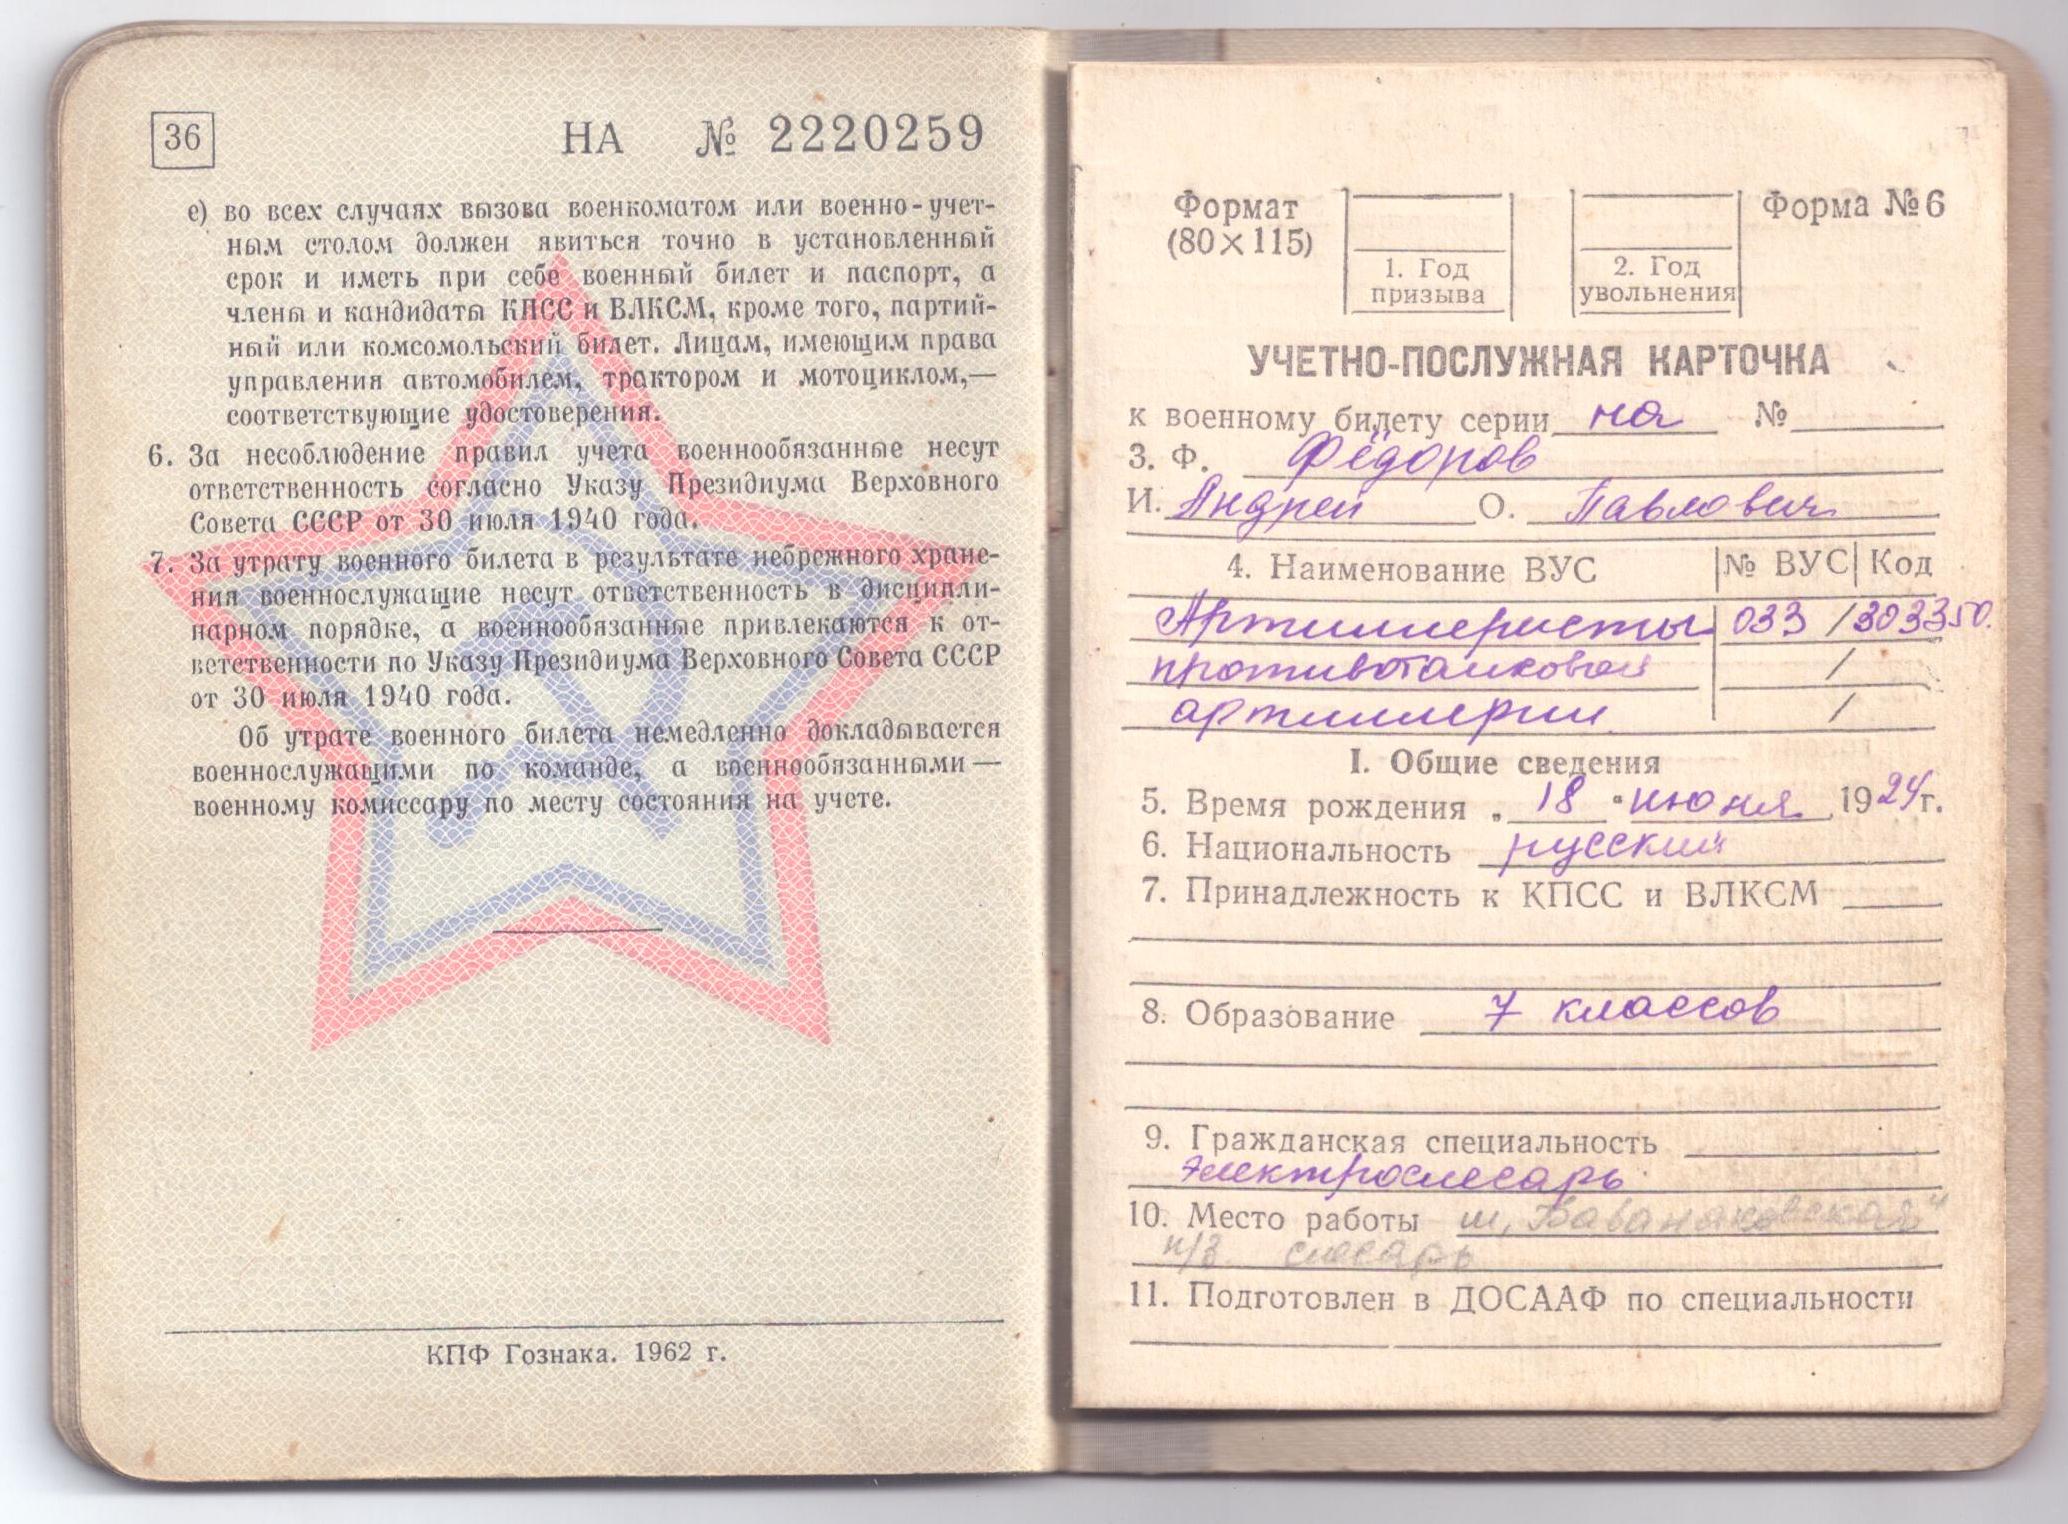 36
НА № 2220259
е) во всех случаях вызова военкоматом или военно-учет-
ным столом должен явиться точно в установленный
срок и иметь при себе военный билет и паспорт, а
члены и кандидаты КПСС и ВЛКСМ, кроме того, партий-
ный или комсомольский билет. Лицам, имеющим права
управления автомобилем, трактором и мотоциклом,—
соответствующие удостоверения.
6. За несоблюдение правил учета военнообязанные несут
ответственность согласно Указу Президиума Верховного
Совета СССР от 30 июля 1940 года.
7. За утрату военного билета в результате небрежного хране-
ния военнослужащие несут ответственность в дисципли-
нарном порядке, а военнообязанные привлекаются к от-
ветственности по Указу Президиума Верховного Совета СССР
от 30 июля 1940 года.
Об утрате военного билета немедленно докладывается
военнослужащими по команде, а военнообязанными —
военному комиссару по месту состояния на учете.
КПФ Гознака. 1962 г.
Формат
(80×115)
1. Год
призыва
2. Год
увольнения
Форма №6
УЧЕТНО-ПОСЛУЖНАЯ КАРТОЧКА
к военному билету серии на №
3. Ф. Фёдоров
И. Андрей О. Павлович
4. Наименование ВУС № ВУС Код
Артиллеристы 033 / 303350.
противотанковой /
артиллерии /
I. Общие сведения
5. Время рождения „ 18 " июня 1924 г.
6. Национальность русский
7. Принадлежность к КПСС и ВЛКСМ
8. Образование 7 классов
9. Гражданская специальность
электрослесарь
10. Место работы ш,
п/з слесарь
11. Подготовлен в ДОСААФ по специальности